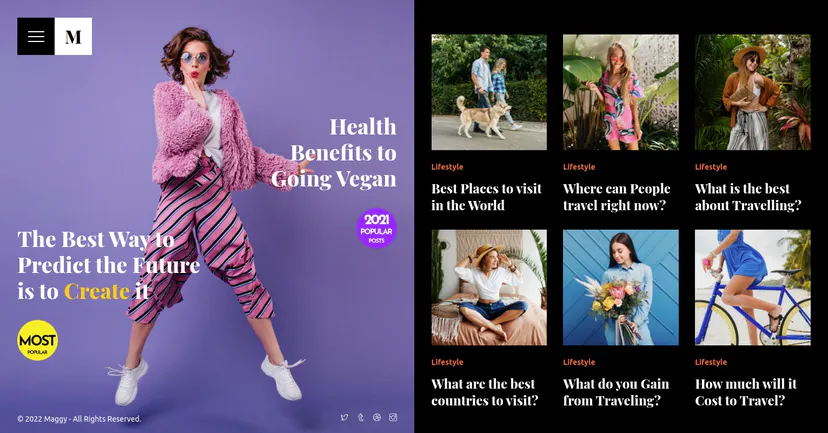 M
Health
Benefits to
Going Vegan
2021
POPULAR
POSTS
The Best Way to
Predict the Future
is to Create it
MOST
POPULAR
© 2022 Maggy - All Rights Reserved.
Lifestyle
Best Places to visit
in the World
Lifestyle
Where can People
travel right now?
Lifestyle
What is the best
about Travelling?
Lifestyle
What are the best
countries to visit?
Lifestyle
What do you Gain
from Traveling?
Lifestyle
How much will it
Cost to Travel?